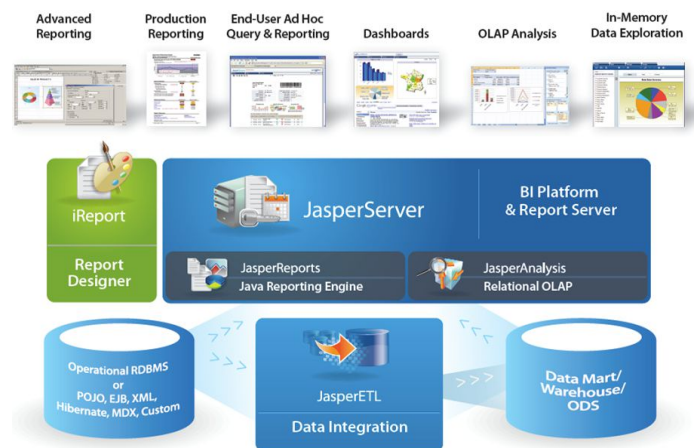 Advanced
Reporting
Production
Reporting
End-User Ad Hoc
Query & Reporting
Dashboards
OLAP Analysis
In-Memory
Data Exploration
iReport
Report
Designer
JasperServer
BI Platform
& Report Server
JasperReports
Java Reporting Engine
JasperAnalysis
Relational OLAP
Operational RDBMS
or
POJO, EJB, XML,
Hibernate, MDX, Custom
JasperETL
Data Integration
Data Mart/
Warehouse/
ODS